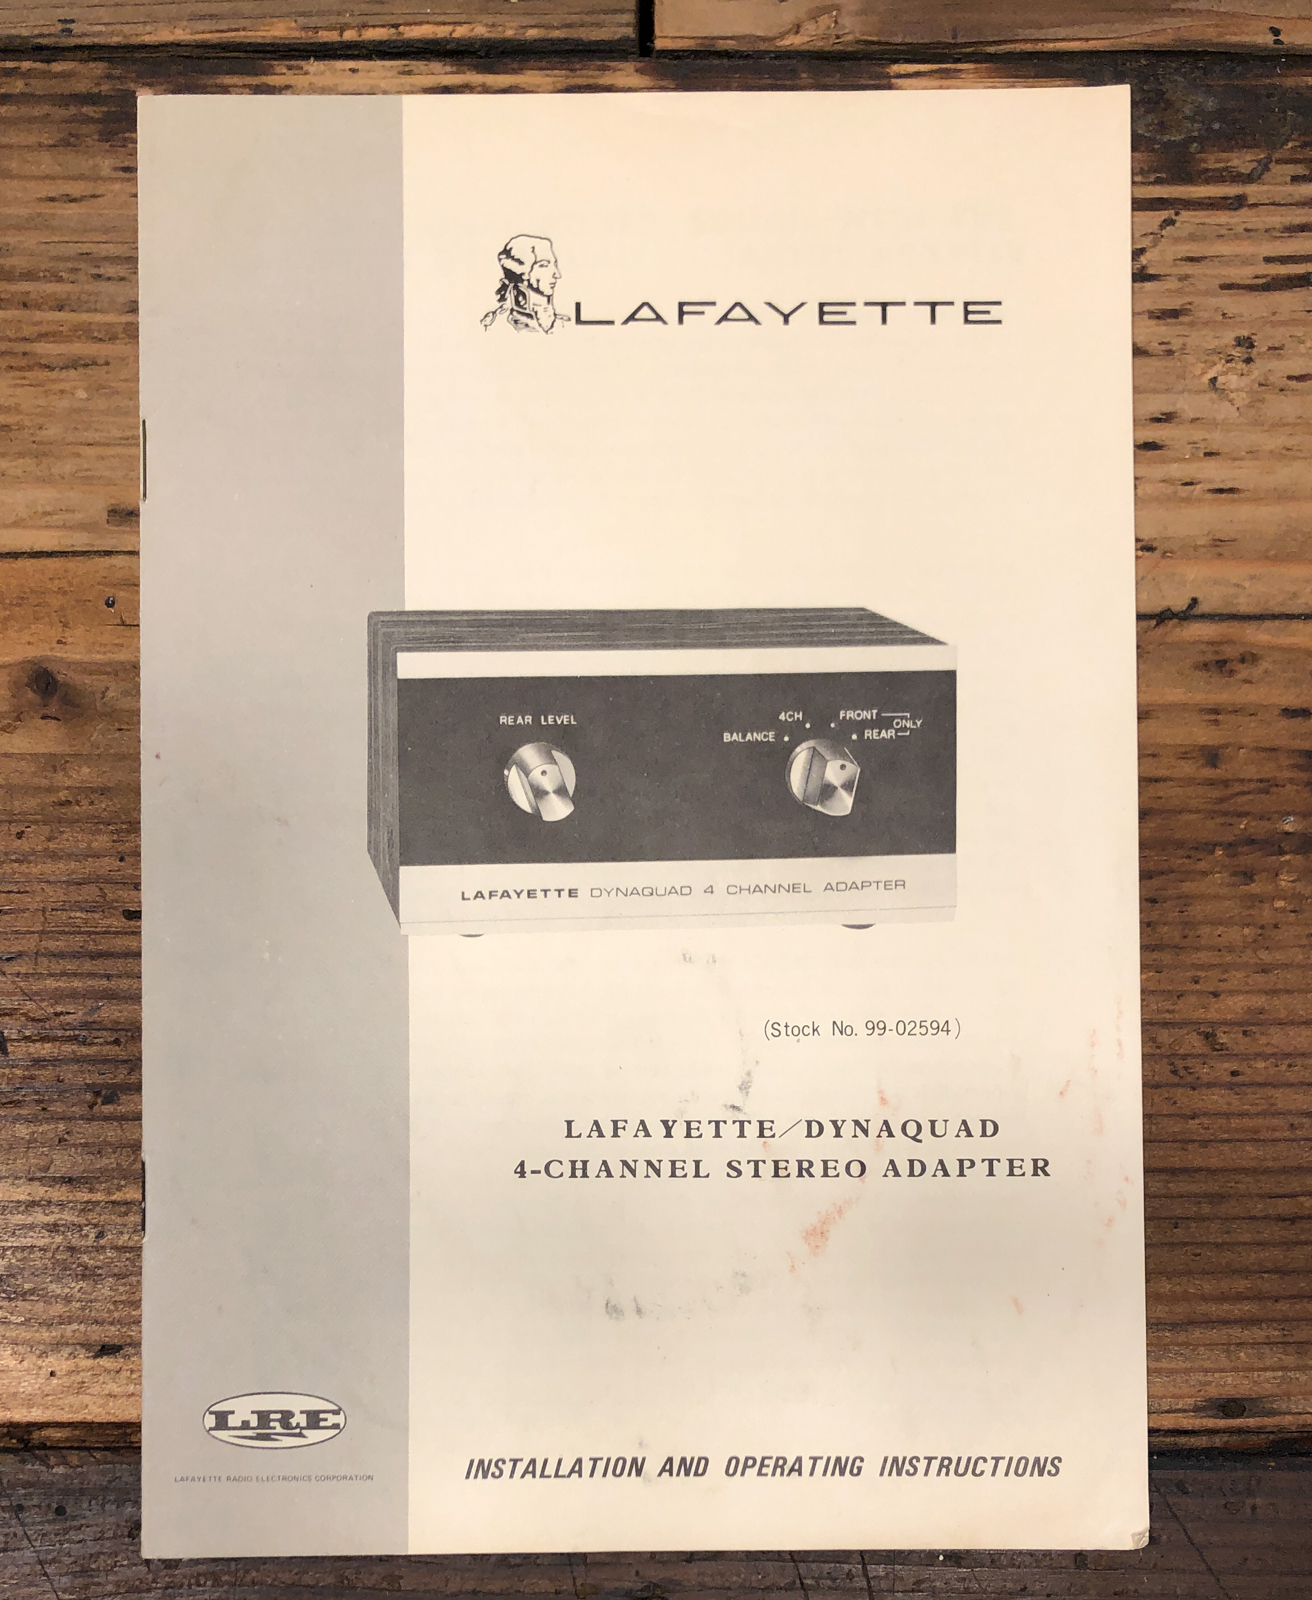 LAFAYETTE
REAR LEVEL
4CH
FRONT
ONLY
BALANCE
REAR
LAFAYETTE DYNAQUAD 4 CHANNEL ADAPTER
(Stock No. 99-02594)
LAFAYETTE/DYNAQUAD
4-CHANNEL STEREO ADAPTER
LRE
LAFAYETTE RADIO ELECTRONICS CORPORATION
INSTALLATION AND OPERATING INSTRUCTIONS